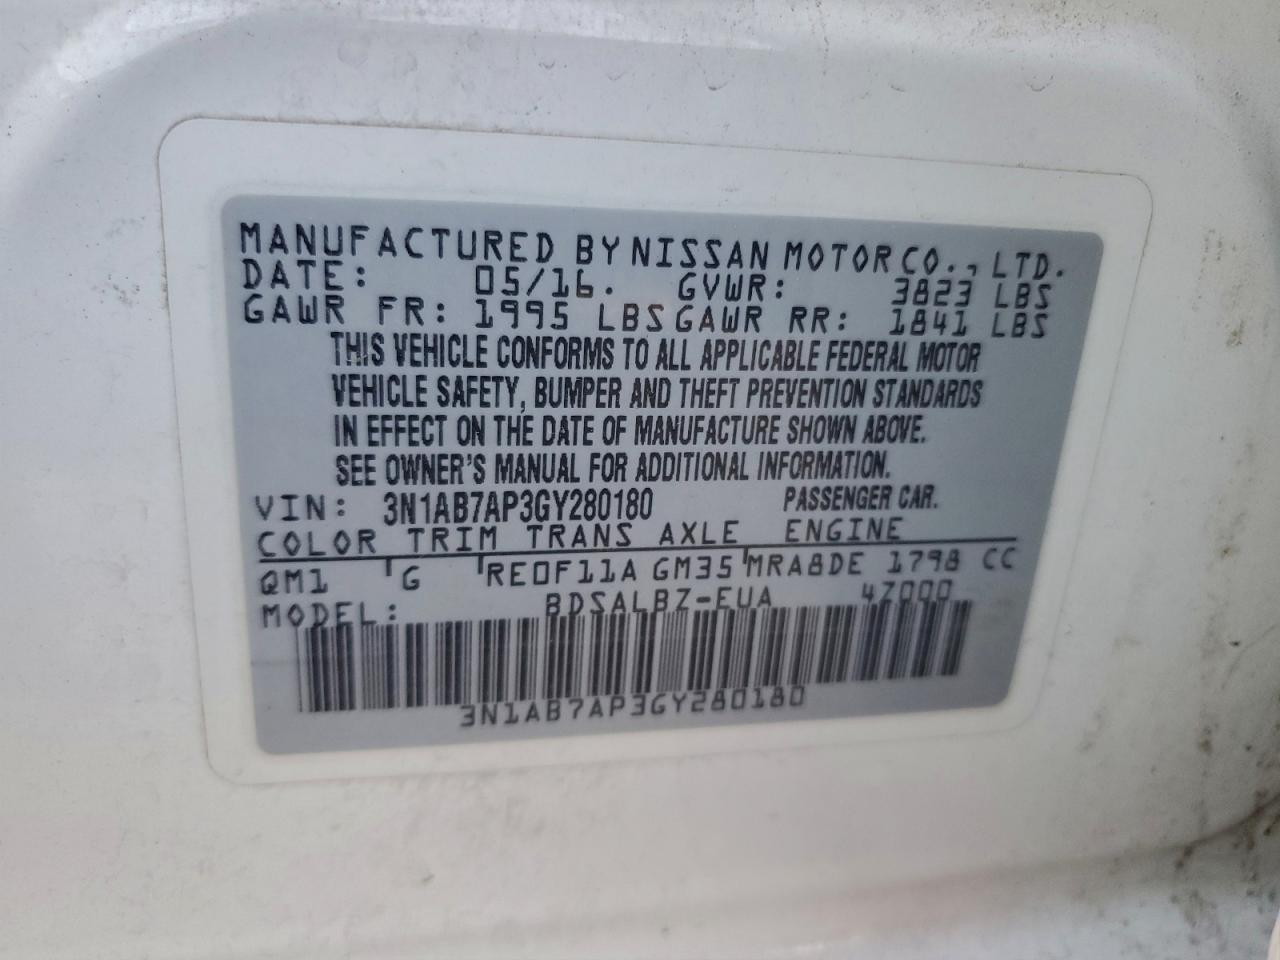 MANUFACTURED BY NISSAN MOTOR CO., LTD.
DATE: 05/16. GVWR: 3823 LBS
GAWR FR: 1995 LBS GAWR RR: 1841 LBS
THIS VEHICLE CONFORMS TO ALL APPLICABLE FEDERAL MOTOR
VEHICLE SAFETY, BUMPER AND THEFT PREVENTION STANDARDS
IN EFFECT ON THE DATE OF MANUFACTURE SHOWN ABOVE.
SEE OWNER'S MANUAL FOR ADDITIONAL INFORMATION.
VIN: 3N1AB7AP3GY280180 PASSENGER CAR.
COLOR TRIM TRANS AXLE ENGINE
QM1 G RE0F11A GM35 MRA8DE 1798 CC
MODEL: BDSALBZ-EUA 47000
3N1AB7AP3GY280180